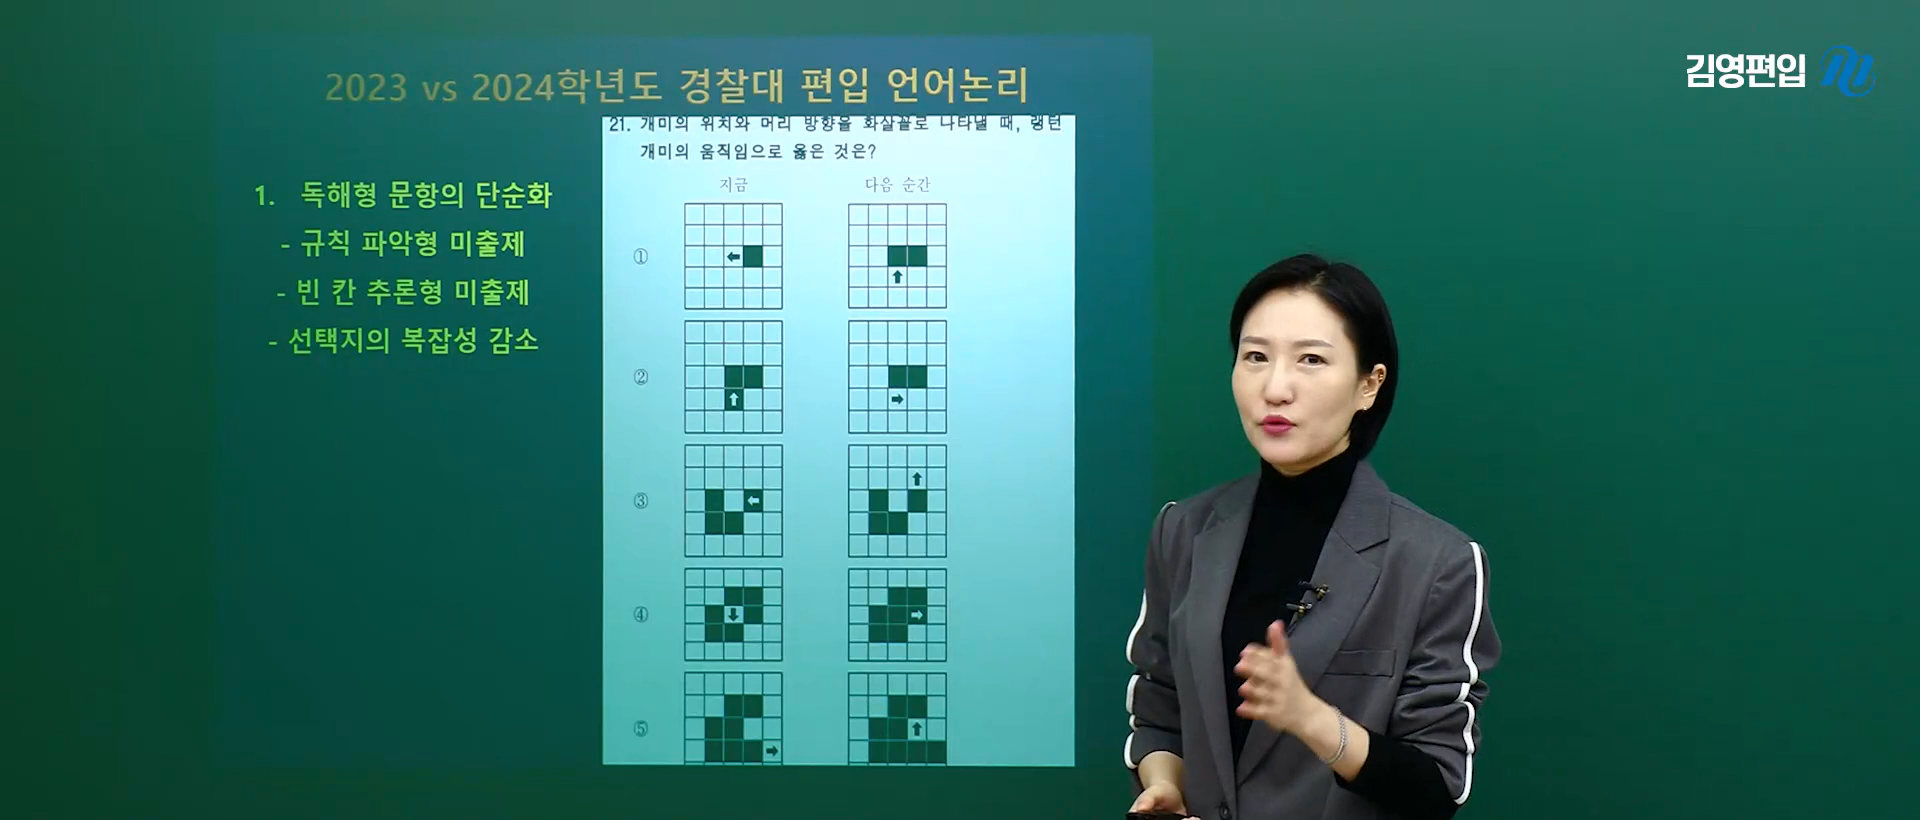 김영편입
2023 vs 2024학년도 경찰대 편입 언어논리
1. 독해형 문항의 단순화
- 규칙 파악형 미출제
- 빈 칸 추론형 미출제
- 선택지의 복잡성 감소
21. 개미의 위치와 머리 방향을 화살꼴로 나타낼 때, 랭턴
개미의 움직임으로 옳은 것은?
지금 다음 순간
①
②
③
④
⑤